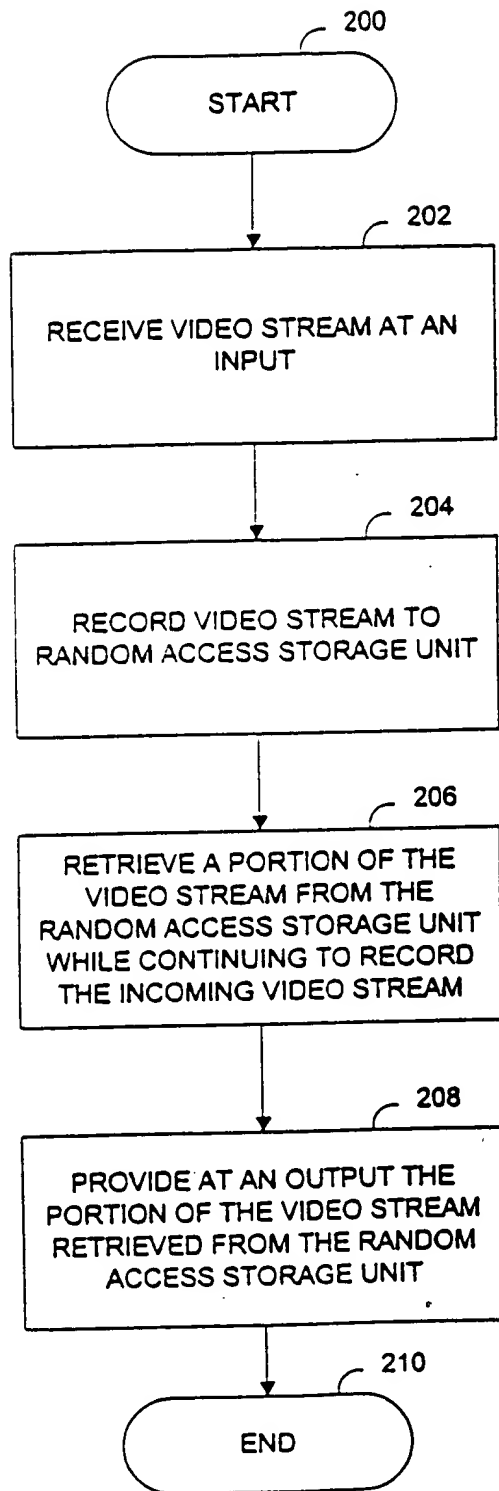 200
START
202
RECEIVE VIDEO STREAM AT AN
INPUT
204
RECORD VIDEO STREAM TO
RANDOM ACCESS STORAGE UNIT
206
RETRIEVE A PORTION OF THE
VIDEO STREAM FROM THE
RANDOM ACCESS STORAGE UNIT
WHILE CONTINUING TO RECORD
THE INCOMING VIDEO STREAM
208
PROVIDE AT AN OUTPUT THE
PORTION OF THE VIDEO STREAM
RETRIEVED FROM THE RANDOM
ACCESS STORAGE UNIT
210
END